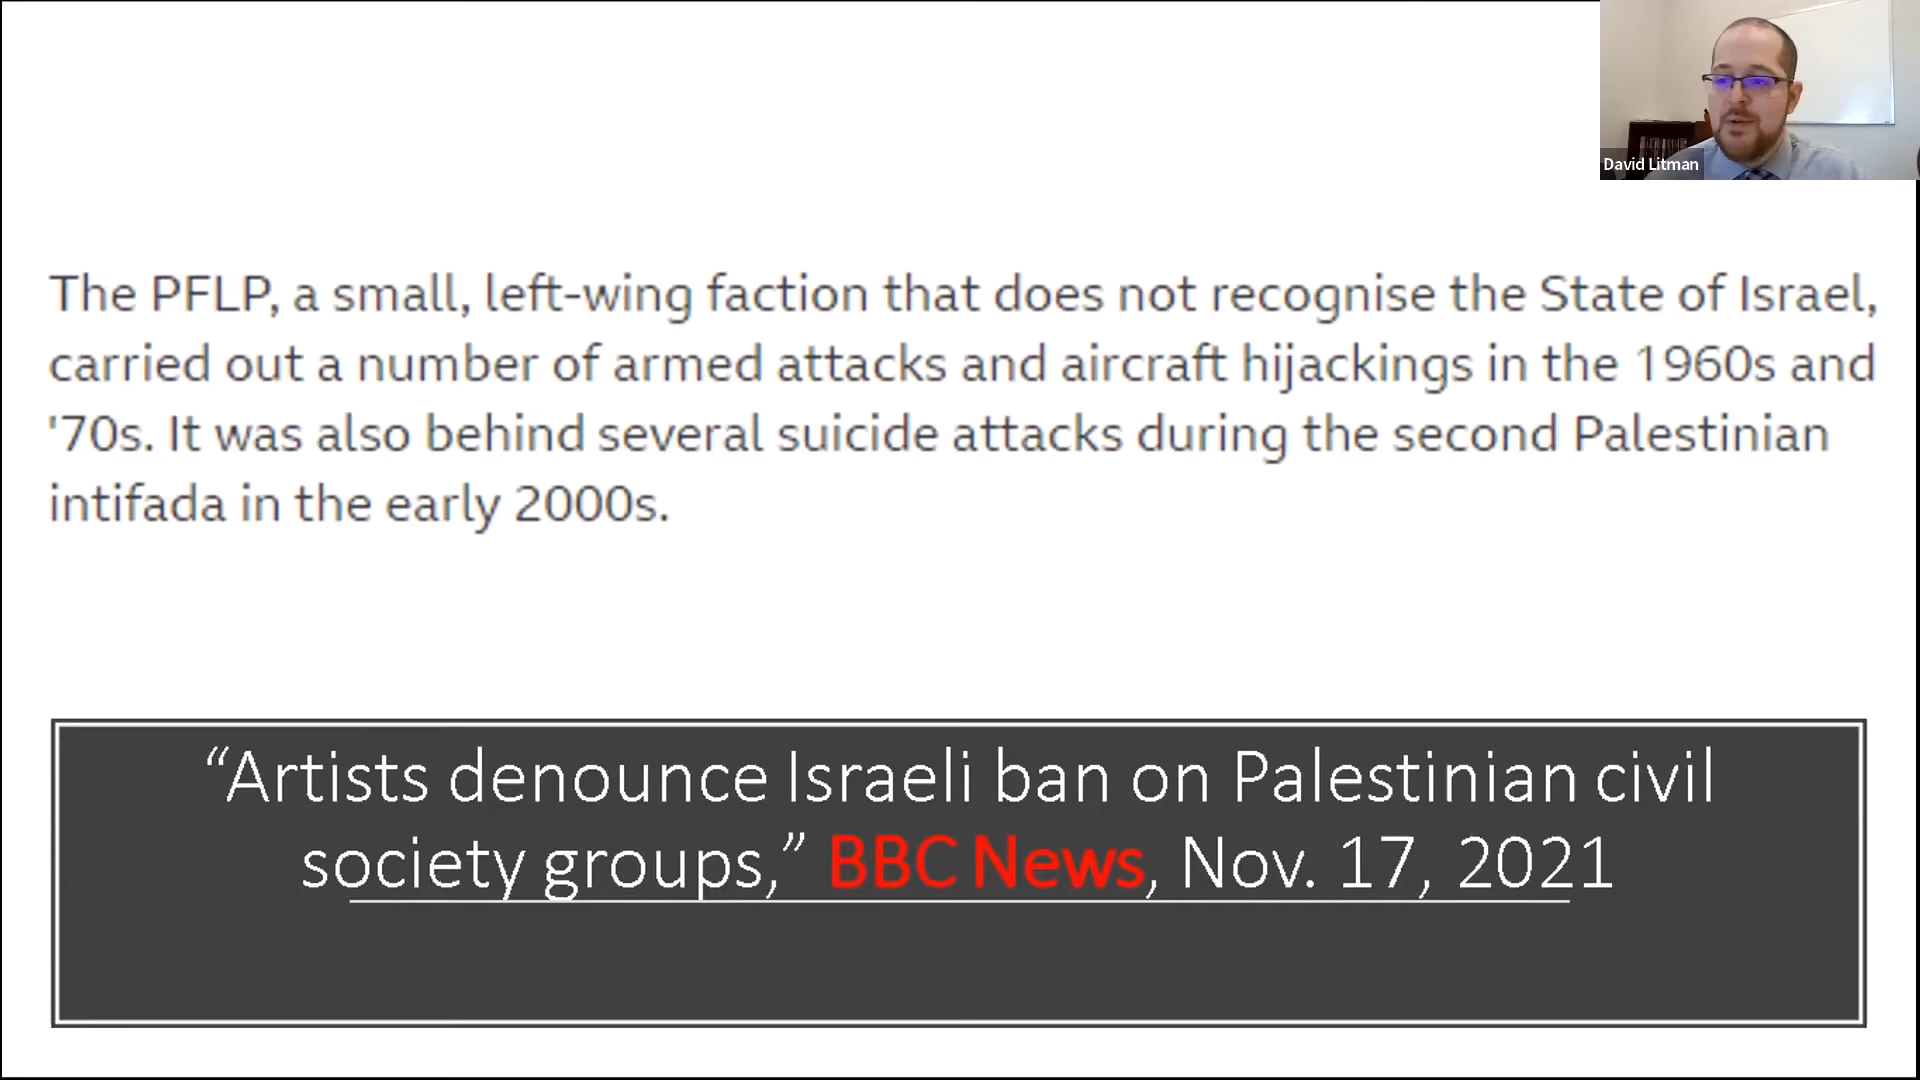 David Litman
The PFLP, a small, left-wing faction that does not recognise the State of Israel,
carried out a number of armed attacks and aircraft hijackings in the 1960s and
'70s. It was also behind several suicide attacks during the second Palestinian
intifada in the early 2000s.
“Artists denounce Israeli ban on Palestinian civil
society groups,” BBC News, Nov. 17, 2021